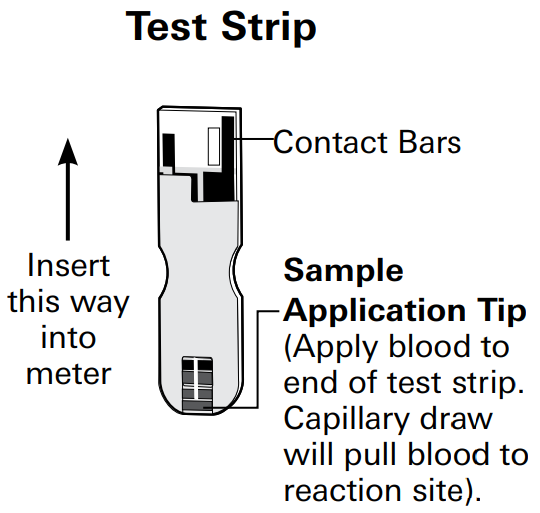 Test Strip
Contact Bars
Insert
this way
into
meter
Sample
Application Tip
(Apply blood to
end of test strip.
Capillary draw
will pull blood to
reaction site).